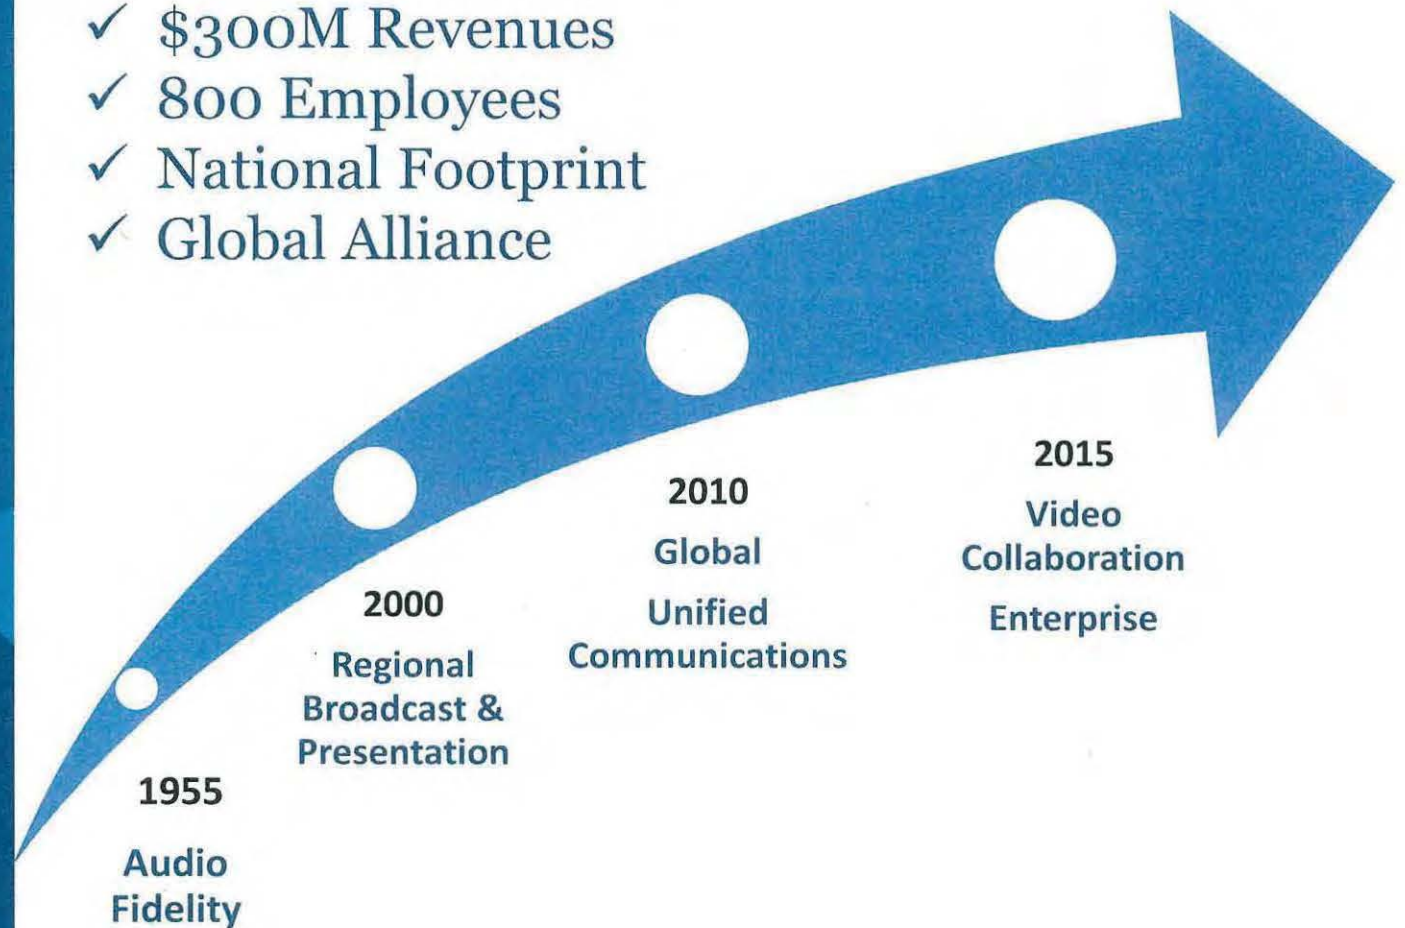 ✓ $300M Revenues
✓ 800 Employees
✓ National Footprint
✓ Global Alliance
2015
Video
Collaboration
Enterprise
2010
Global
Unified
Communications
2000
Regional
Broadcast &
Presentation
1955
Audio
Fidelity